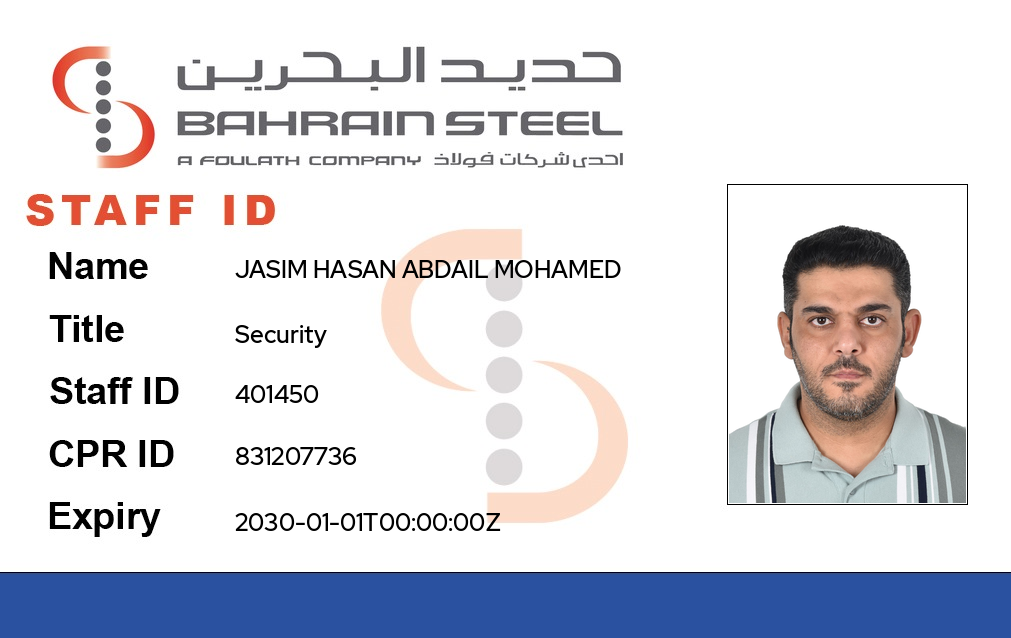 حديد البحرين
BAHRAIN STEEL
A FOULATH COMPANY احدى شركات فولاذ
STAFF ID
Name JASIM HASAN ABDAIL MOHAMED
Title Security
Staff ID 401450
CPR ID 831207736
Expiry 2030-01-01T00:00:00Z